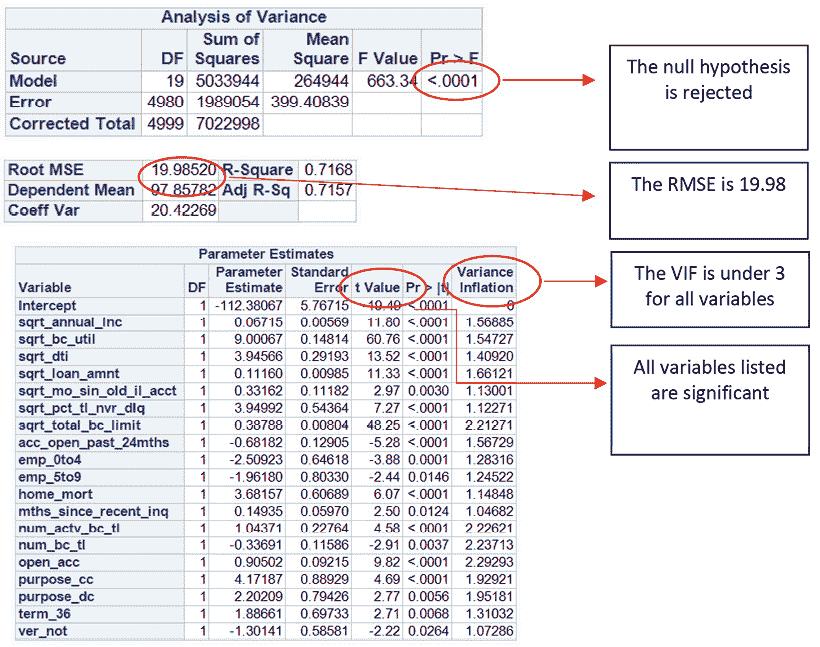 Analysis of Variance
Source DF Sum of Squares Mean Square F Value Pr > F
Model 19 5033944 264944 663.34 <.0001
Error 4980 1989054 399.40839
Corrected Total 4999 7022998
The null hypothesis
is rejected
Root MSE 19.98520 R-Square 0.7168
Dependent Mean 97.85782 Adj R-Sq 0.7157
Coeff Var 20.42269
The RMSE is 19.98
Parameter Estimates
Variable DF Parameter Estimate Standard Error t Value Pr > |t| Variance Inflation
Intercept 1 -112.38067 5.76715 -19.49 <.0001 0
sqrt_annual_Inc 1 0.06715 0.00569 11.80 <.0001 1.56885
sqrt_bc_util 1 9.00067 0.14814 60.76 <.0001 1.54727
sqrt_dti 1 3.94566 0.29193 13.52 <.0001 1.40920
sqrt_loan_amnt 1 0.11160 0.00985 11.33 <.0001 1.66121
sqrt_mo_sin_old_il_acct 1 0.33162 0.11182 2.97 0.0030 1.13001
sqrt_pct_tl_nvr_dlq 1 3.94992 0.54364 7.27 <.0001 1.12271
sqrt_total_bc_limit 1 0.38788 0.00804 48.25 <.0001 2.21271
acc_open_past_24mths 1 -0.68182 0.12905 -5.28 <.0001 1.56729
emp_0to4 1 -2.50923 0.64618 -3.88 0.0001 1.28316
emp_5to9 1 -1.96180 0.80330 -2.44 0.0146 1.24522
home_mort 1 3.68157 0.60689 6.07 <.0001 1.14848
mths_since_recent_inq 1 0.14935 0.05970 2.50 0.0124 1.04682
num_actv_bc_tl 1 1.04371 0.22764 4.58 <.0001 2.22621
num_bc_tl 1 -0.33691 0.11586 -2.91 0.0037 2.23713
open_acc 1 0.90502 0.09215 9.82 <.0001 2.29293
purpose_cc 1 4.17187 0.88929 4.69 <.0001 1.92921
purpose_dc 1 2.20209 0.79426 2.77 0.0056 1.95181
term_36 1 1.88661 0.69733 2.71 0.0068 1.31032
ver_not 1 -1.30141 0.58581 -2.22 0.0264 1.07286
The VIF is under 3
for all variables
All variables listed
are significant